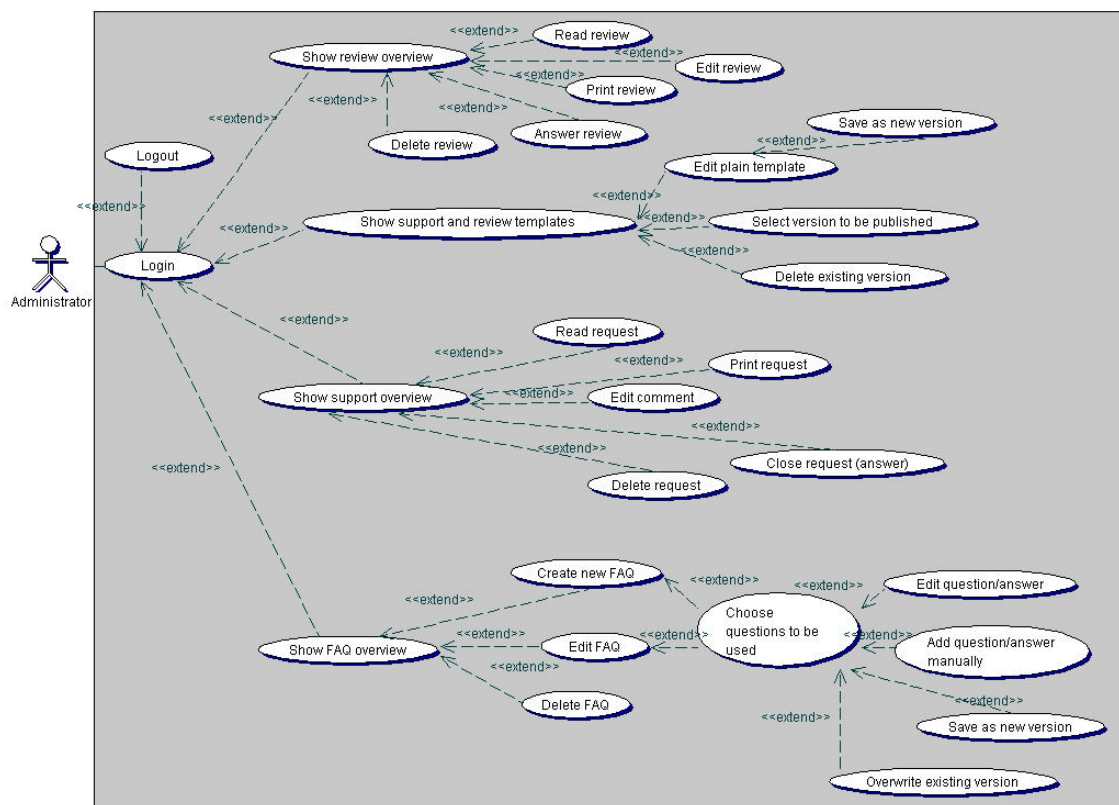 <<extend>>
Read review
Show review overview
<<extend>>
Edit review
<<extend>>
Print review
<<extend>>
<<extend>>
<<extend>>
<<extend>>
Save as new version
Answer review
Delete review
<<extend>>
Logout
Edit plain template
<<extend>>
<<extend>>
Show support and review templates
<<extend>>
Select version to be published
<<extend>>
<<extend>>
Login
Delete existing version
Administrator
<<extend>>
<<extend>>
Read request
<<extend>>
Print request
Show support overview
<<extend>>
Edit comment
<<extend>>
<<extend>>
Close request (answer)
<<extend>>
Delete request
Create new FAQ
<<extend>>
<<extend>>
Edit question/answer
<<extend>>
Choose
questions to be
used
<<extend>>
Add question/answer
manually
Show FAQ overview
<<extend>>
Edit FAQ
<<extend>>
<<extend>>
Delete FAQ
<<extend>>
Save as new version
<<extend>>
Overwrite existing version